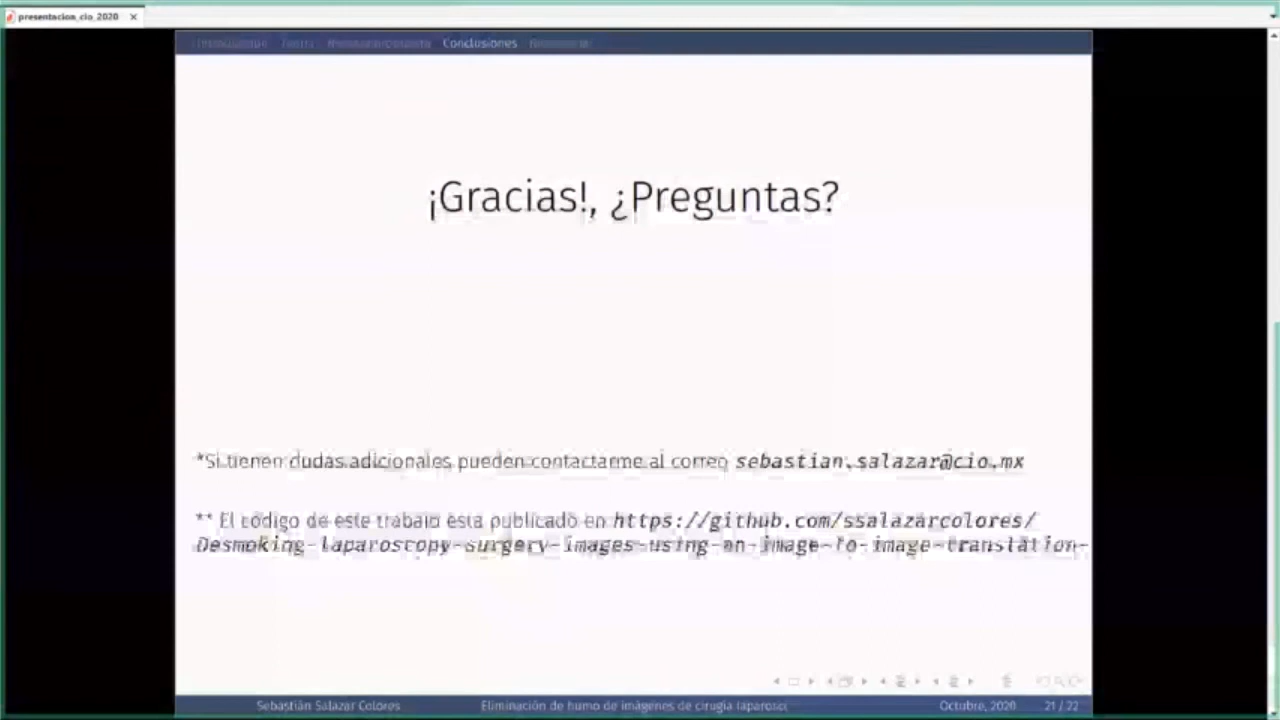 presentacion_cio_2020
Conclusiones
¡Gracias!, ¿Preguntas?
*Si tienen dudas adicionales pueden contactarme al correo sebastian.salazar@cio.mx
** El código de este trabajo esta publicado en https://github.com/ssalazarcolores/
Desmoking-laparoscopy-surgery-images-using-an-image-to-image-translation-
Sebastián Salazar Colores
Eliminación de humo de imágenes de cirugía laparosc
Octubre, 2020
21 / 22